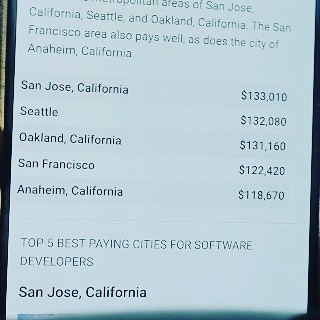 metropolitan areas of San Jose,
California, Seattle, and Oakland, California. The San
Francisco area also pays well, as does the city of
Anaheim, California.
San Jose, California $133,010
Seattle $132,080
Oakland, California $131,160
San Francisco $122,420
Anaheim, California $118,670
TOP 5 BEST PAYING CITIES FOR SOFTWARE
DEVELOPERS
San Jose, California